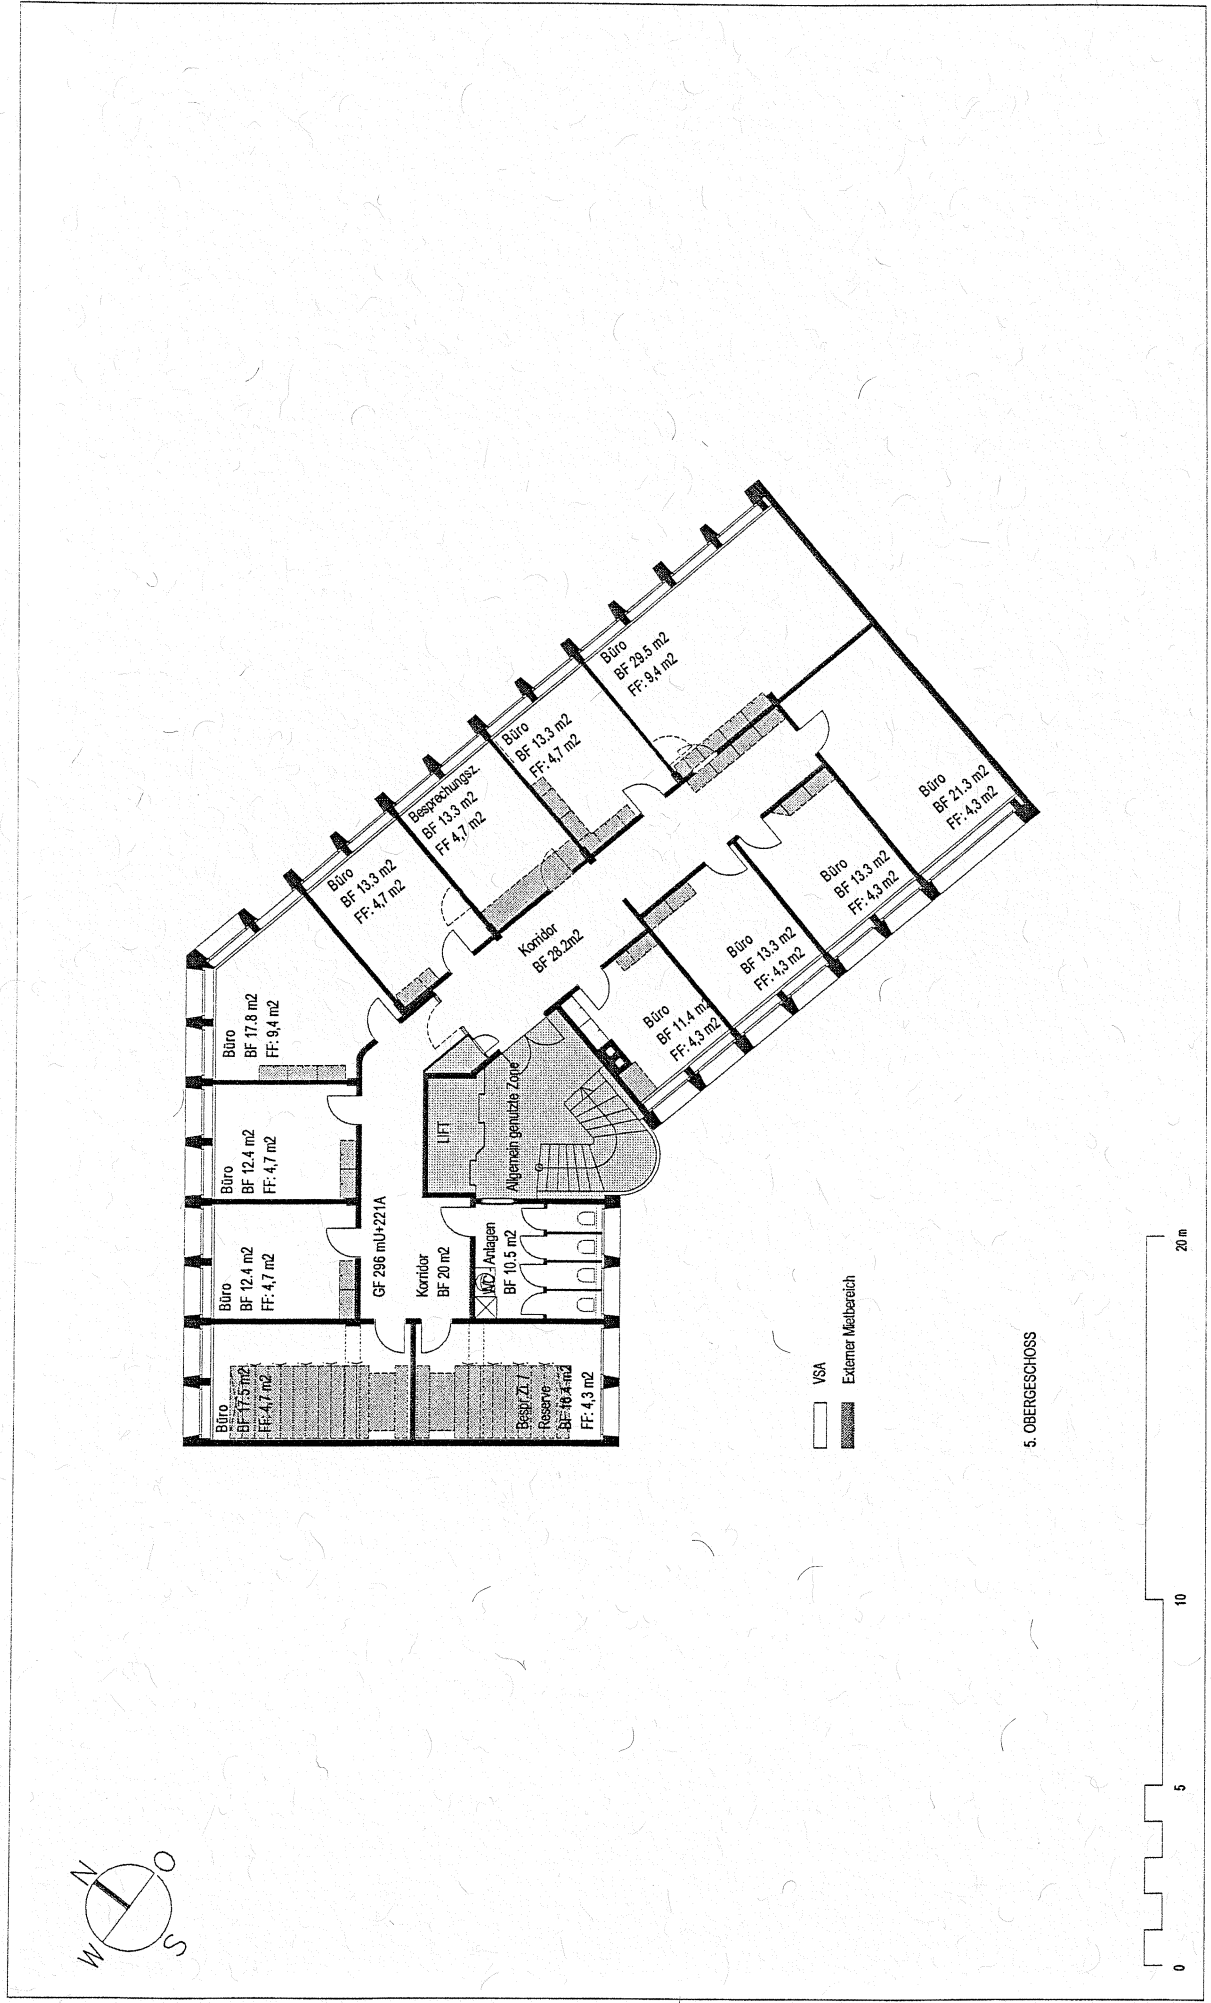 Büro
BF 29.5 m2
FF: 9,4 m2
Büro
BF 13.3 m2
FF: 4,7 m2
Besprechungsz.
BF 13.3 m2
FF 4,7 m2
Büro
BF 13.3 m2
FF: 4,7 m2
Büro
BF 21.3 m2
FF: 4,3 m2
Büro
BF 13.3 m2
FF: 4,3 m2
Büro
BF 13.3 m2
FF: 4,3 m2
Büro
BF 11.4 m2
FF: 4,3 m2
Korridor
BF 28.2m2
Büro
BF 17.8 m2
FF: 9,4 m2
Büro
BF 12.4 m2
FF: 4,7 m2
Büro
BF 12.4 m2
FF: 4,7 m2
Büro
BF 17.5 m2
FF: 4,7 m2
GF 296 mU+221A
Korridor
BF 20 m2
LIFT
Allgemein genutzte Zone
WC - Anlagen
BF 10.5 m2
Bespr.Zi. /
Reserve
BF 16.4 m2
FF: 4,3 m2
VSA
Externer Mietbereich
5. OBERGESCHOSS
N
O
S
W
0
5
10
20 m